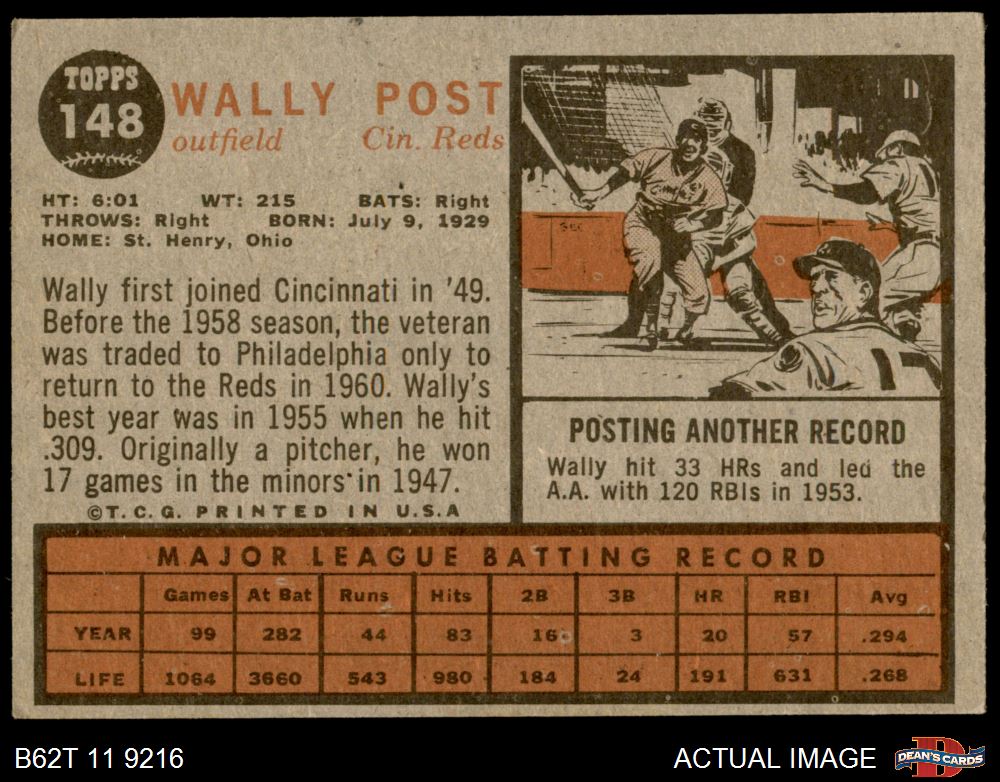 TOPPS
148
WALLY POST
outfield Cin. Reds
HT: 6:01 WT: 215 BATS: Right
THROWS: Right BORN: July 9, 1929
HOME: St. Henry, Ohio
Wally first joined Cincinnati in '49.
Before the 1958 season, the veteran
was traded to Philadelphia only to
return to the Reds in 1960. Wally's
best year was in 1955 when he hit
.309. Originally a pitcher, he won
17 games in the minors in 1947.
©T.C.G. PRINTED IN U.S.A
17
POSTING ANOTHER RECORD
Wally hit 33 HRs and led the
A.A. with 120 RBIs in 1953.
MAJOR LEAGUE BATTING RECORD
Games At Bat Runs Hits 2B 3B HR RBI Avg
YEAR 99 282 44 83 16 3 20 57 .294
LIFE 1064 3660 543 980 184 24 191 631 .268
B62T 11 9216
ACTUAL IMAGE
D
DEAN'S CARDS